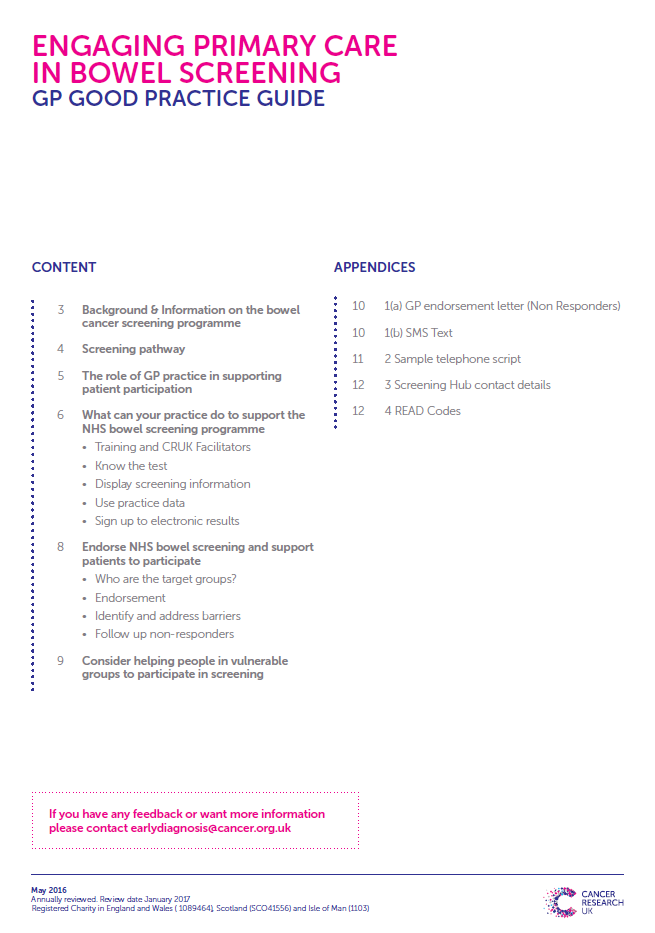 ENGAGING PRIMARY CARE
IN BOWEL SCREENING
GP GOOD PRACTICE GUIDE
CONTENT
3 Background & Information on the bowel
cancer screening programme
4 Screening pathway
5 The role of GP practice in supporting
patient participation
6 What can your practice do to support the
NHS bowel screening programme
• Training and CRUK Facilitators
• Know the test
• Display screening information
• Use practice data
• Sign up to electronic results
8 Endorse NHS bowel screening and support
patients to participate
• Who are the target groups?
• Endorsement
• Identify and address barriers
• Follow up non-responders
9 Consider helping people in vulnerable
groups to participate in screening
APPENDICES
10 1(a) GP endorsement letter (Non Responders)
10 1(b) SMS Text
11 2 Sample telephone script
12 3 Screening Hub contact details
12 4 READ Codes
If you have any feedback or want more information
please contact earlydiagnosis@cancer.org.uk
May 2016
Annually reviewed. Review date January 2017
Registered Charity in England and Wales ( 1089464), Scotland (SCO41556) and Isle of Man (1103)
CANCER
RESEARCH
UK